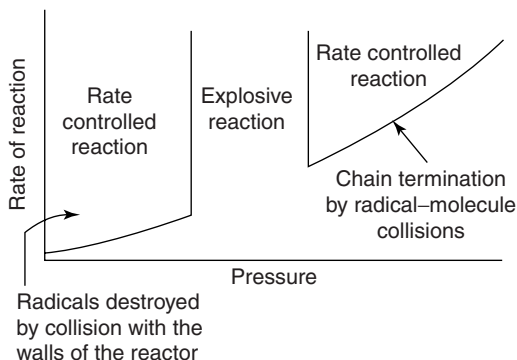 Rate of reaction
Rate
controlled
reaction
Explosive
reaction
Rate controlled
reaction
Chain termination
by radical–molecule
collisions
Pressure
Radicals destroyed
by collision with the
walls of the reactor